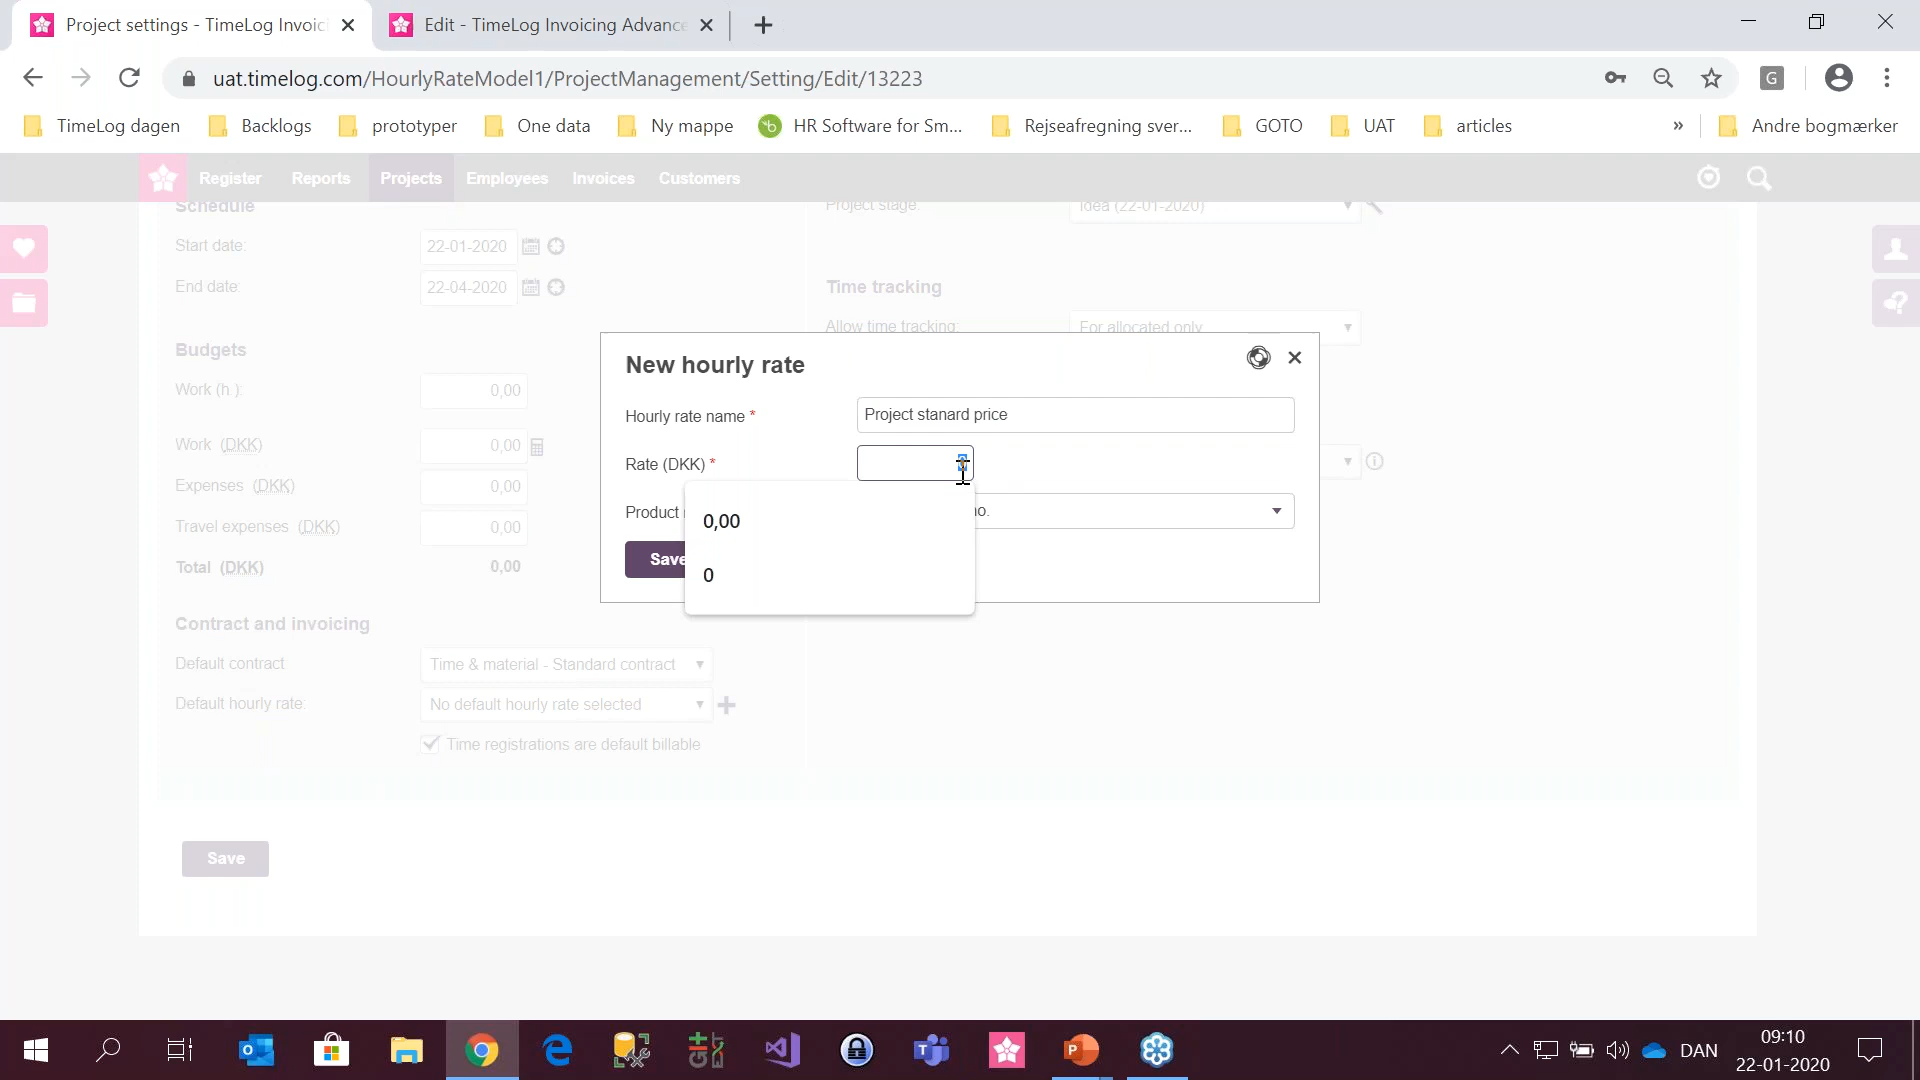 Project settings - TimeLog Invoic
Edit - TimeLog Invoicing Advance
uat.timelog.com/HourlyRateModel1/ProjectManagement/Setting/Edit/13223
G
TimeLog dagen
Backlogs
prototyper
One data
Ny mappe
HR Software for Sm...
Rejseafregning sver...
GOTO
UAT
articles
»
Andre bogmærker
Register
Reports
Projects
Employees
Invoices
Customers
Schedule
Project stage:
Idea (22-01-2020)
Start date:
22-01-2020
End date:
22-04-2020
Time tracking
Allow time tracking:
For allocated only
Budgets
Work (h ):
0,00
Work (DKK)
0,00
Expenses (DKK)
0,00
Travel expenses (DKK)
0,00
Total (DKK)
0,00
New hourly rate
Hourly rate name *
Project stanard price
Rate (DKK) *
Product
no.
0,00
0
Save
Contract and invoicing
Default contract
Time & material - Standard contract
Default hourly rate:
No default hourly rate selected
Time registrations are default billable
Save
DAN
09:10
22-01-2020